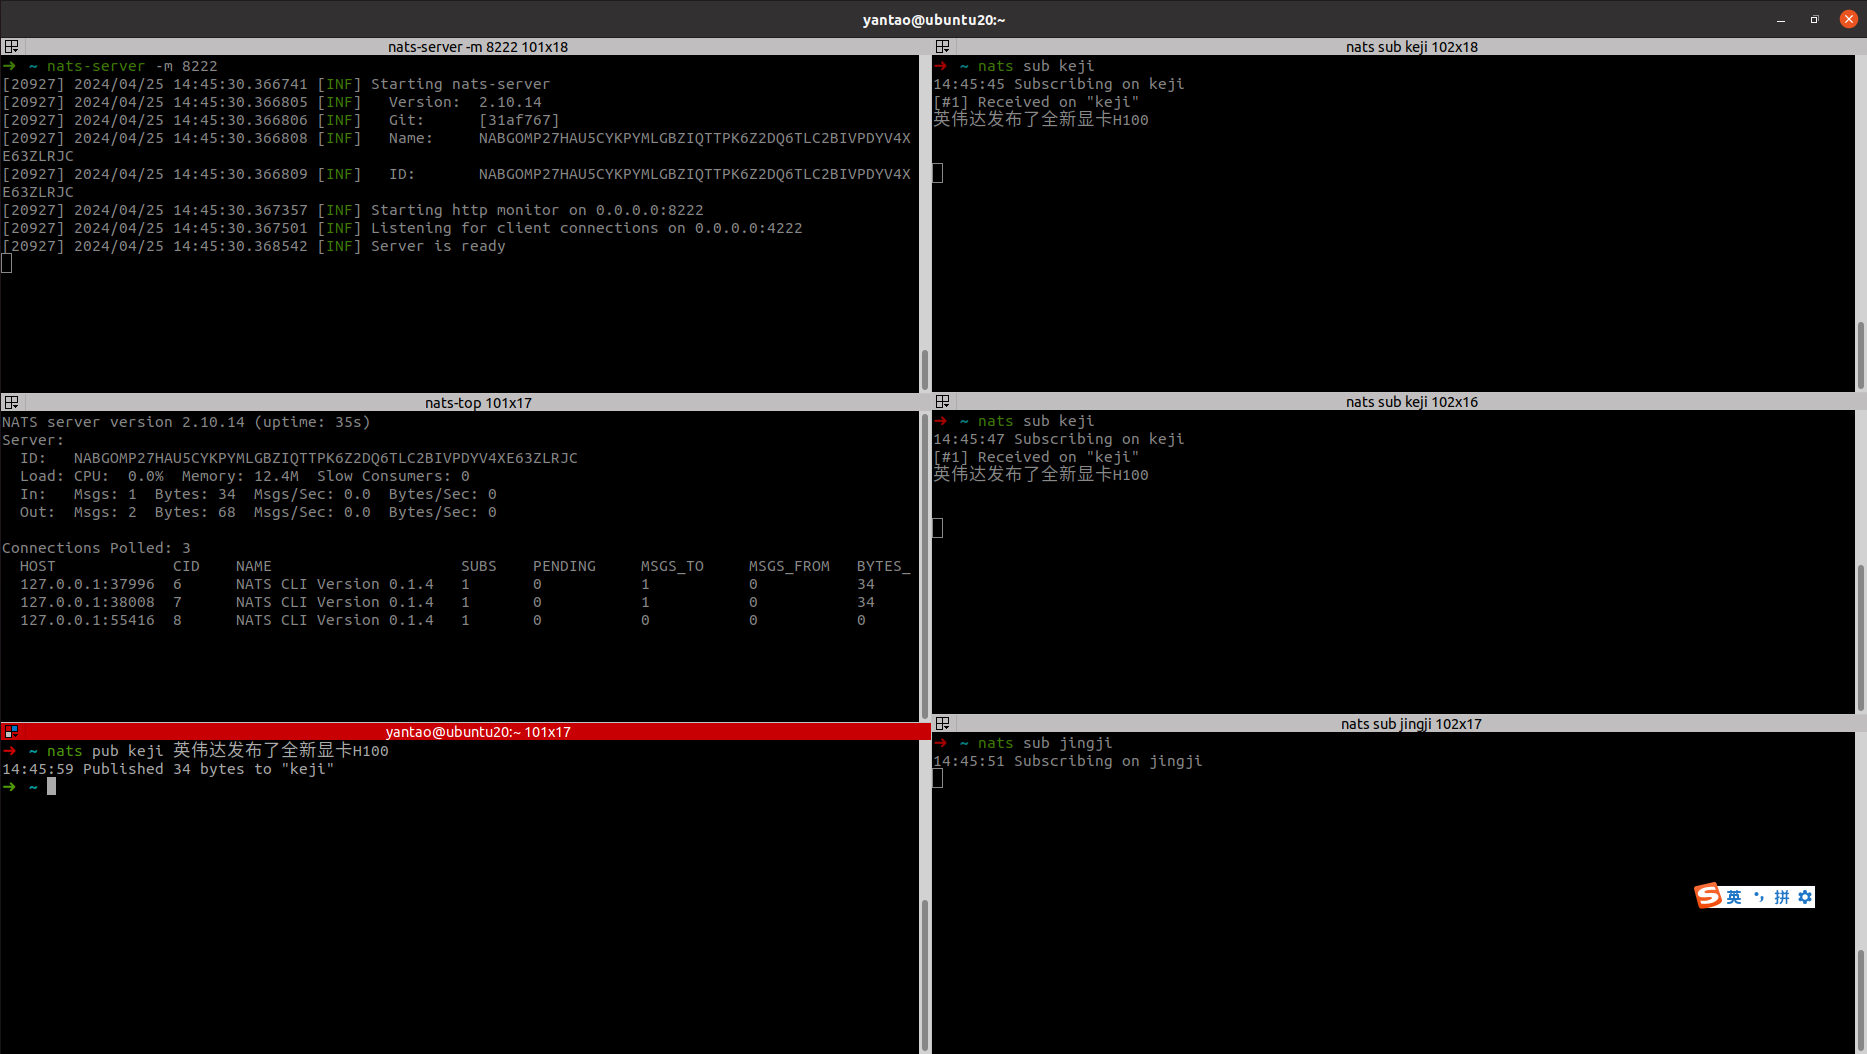 yantao@ubuntu20:~
nats-server -m 8222 101x18
➜ ~ nats-server -m 8222
[20927] 2024/04/25 14:45:30.366741 [INF] Starting nats-server
[20927] 2024/04/25 14:45:30.366805 [INF]   Version:  2.10.14
[20927] 2024/04/25 14:45:30.366806 [INF]   Git:      [31af767]
[20927] 2024/04/25 14:45:30.366808 [INF]   Name:     NABGOMP27HAU5CYKPYMLGBZIQTTPK6Z2DQ6TLC2BIVPDYV4X
E63ZLRJC
[20927] 2024/04/25 14:45:30.366809 [INF]   ID:       NABGOMP27HAU5CYKPYMLGBZIQTTPK6Z2DQ6TLC2BIVPDYV4X
E63ZLRJC
[20927] 2024/04/25 14:45:30.367357 [INF] Starting http monitor on 0.0.0.0:8222
[20927] 2024/04/25 14:45:30.367501 [INF] Listening for client connections on 0.0.0.0:4222
[20927] 2024/04/25 14:45:30.368542 [INF] Server is ready
nats-top 101x17
NATS server version 2.10.14 (uptime: 35s)
Server:
  ID:   NABGOMP27HAU5CYKPYMLGBZIQTTPK6Z2DQ6TLC2BIVPDYV4XE63ZLRJC
  Load: CPU:  0.0%  Memory: 12.4M  Slow Consumers: 0
  In:   Msgs: 1  Bytes: 34  Msgs/Sec: 0.0  Bytes/Sec: 0
  Out:  Msgs: 2  Bytes: 68  Msgs/Sec: 0.0  Bytes/Sec: 0
Connections Polled: 3
  HOST             CID    NAME                     SUBS    PENDING     MSGS_TO     MSGS_FROM   BYTES_
  127.0.0.1:37996  6      NATS CLI Version 0.1.4   1       0           1           0           34
  127.0.0.1:38008  7      NATS CLI Version 0.1.4   1       0           1           0           34
  127.0.0.1:55416  8      NATS CLI Version 0.1.4   1       0           0           0           0
yantao@ubuntu20:~ 101x17
➜ ~ nats pub keji 英伟达发布了全新显卡H100
14:45:59 Published 34 bytes to "keji"
➜ ~
nats sub keji 102x18
➜ ~ nats sub keji
14:45:45 Subscribing on keji
[#1] Received on "keji"
英伟达发布了全新显卡H100
nats sub keji 102x16
➜ ~ nats sub keji
14:45:47 Subscribing on keji
[#1] Received on "keji"
英伟达发布了全新显卡H100
nats sub jingji 102x17
➜ ~ nats sub jingji
14:45:51 Subscribing on jingji
S 英 •, 拼